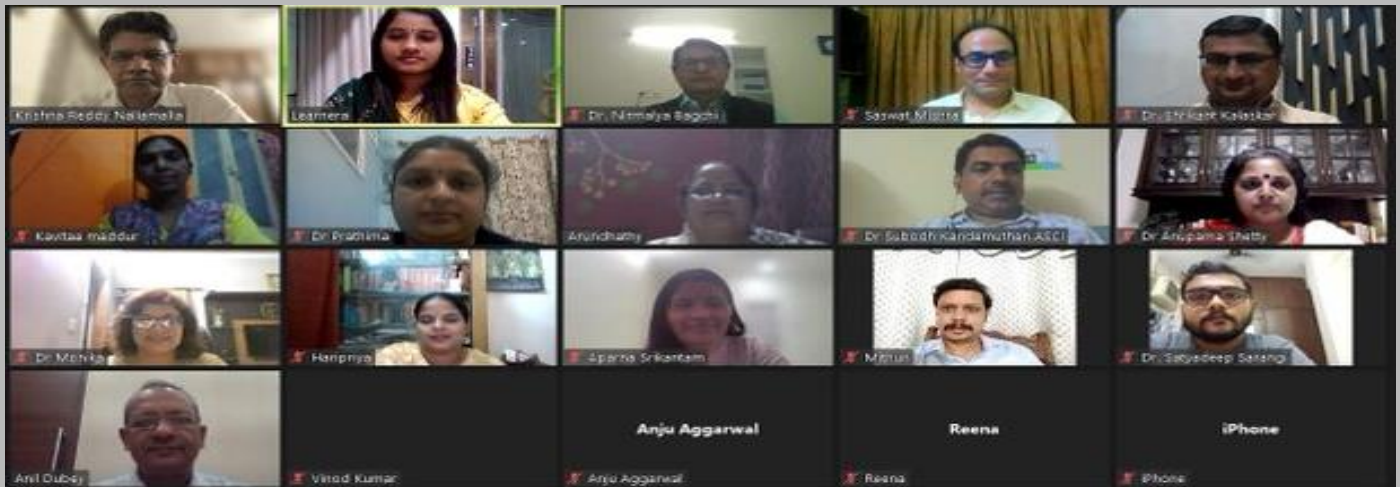 Krishna Reddy Nallamalla
Learnera
Dr. Nirmalya Bagchi
Saswat Mishra
Dr. Shrikant Kalaskar
Kavitaa maddur
Dr Prathima
Arundhathy
Dr Subodh Kandamuthan ASCI
Dr Anupama Shetty
Dr Monika
Haripriya
Aparna Srikantam
Mithun
Dr. Satyadeep Sarangi
Anil Dubey
Vinod Kumar
Anju Aggarwal
Anju Aggarwal
Reena
Reena
iPhone
iPhone